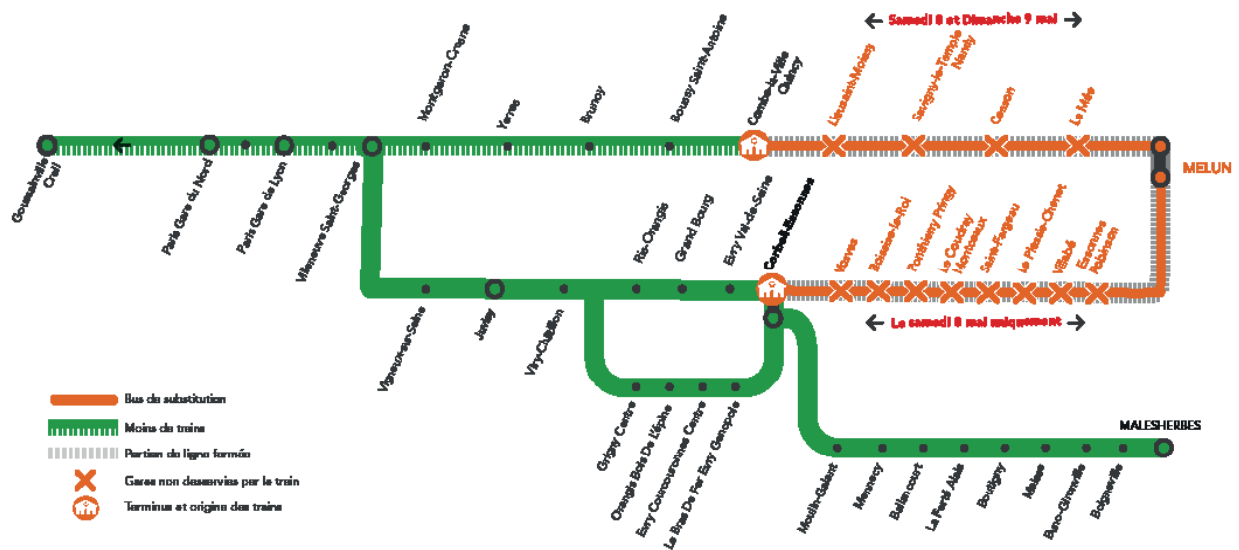 Samedi 8 et Dimanche 9 mai
Goussainville
Creil
Paris Gare du Nord
Paris Gare de Lyon
Villeneuve Saint-Georges
Montgeron-Crosne
Yerres
Brunoy
Boussy Saint-Antoine
Combs-la-Ville
Quincy
Lieusaint-Moissy
Savigny-le-Temple
Nandy
Cesson
Le Mée
MELUN
Vigneux-sur-Seine
Juvisy
Viry-Châtillon
Ris-Orangis
Grand Bourg
Evry Val-de-Seine
Corbeil-Essonnes
Vosves
Boissise-le-Roi
Ponthierry Pringy
Le Coudray
Montceaux
Saint-Fargeau
Le Plessis-Chenet
Villabé
Essonnes
Robinson
Le samedi 8 mai uniquement
Grigny Centre
Orangis Bois De L'épine
Evry Courcouronnes Centre
Le Bras De Fer Evry Genopole
Moulin-Galant
Mennecy
Ballancourt
La Ferté Alais
Boutigny
Maisse
Buno-Gironville
Boigneville
MALESHERBES
Bus de substitution
Moins de trains
Portion de ligne fermée
Gares non desservies par le train
Terminus et origine des trains